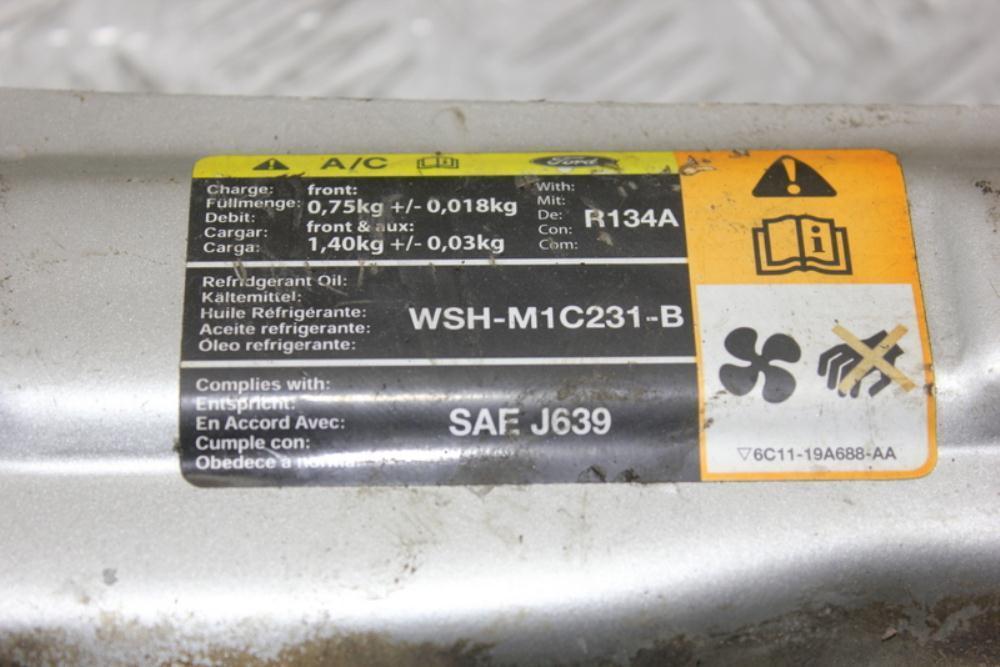 A/C Ford
Charge: front: With:
Füllmenge: 0,75kg +/- 0,018kg Mit:
Debit: De: R134A
Cargar: front & aux: Con:
Carga: 1,40kg +/- 0,03kg Com:
Refridgerant Oil:
Kältemittel:
Huile Réfrigérante: WSH-M1C231-B
Aceite refrigerante:
Óleo refrigerante:
Complies with:
Entspricht:
En Accord Avec: SAE J639
Cumple con:
Obedece a norma
6C11-19A688-AA